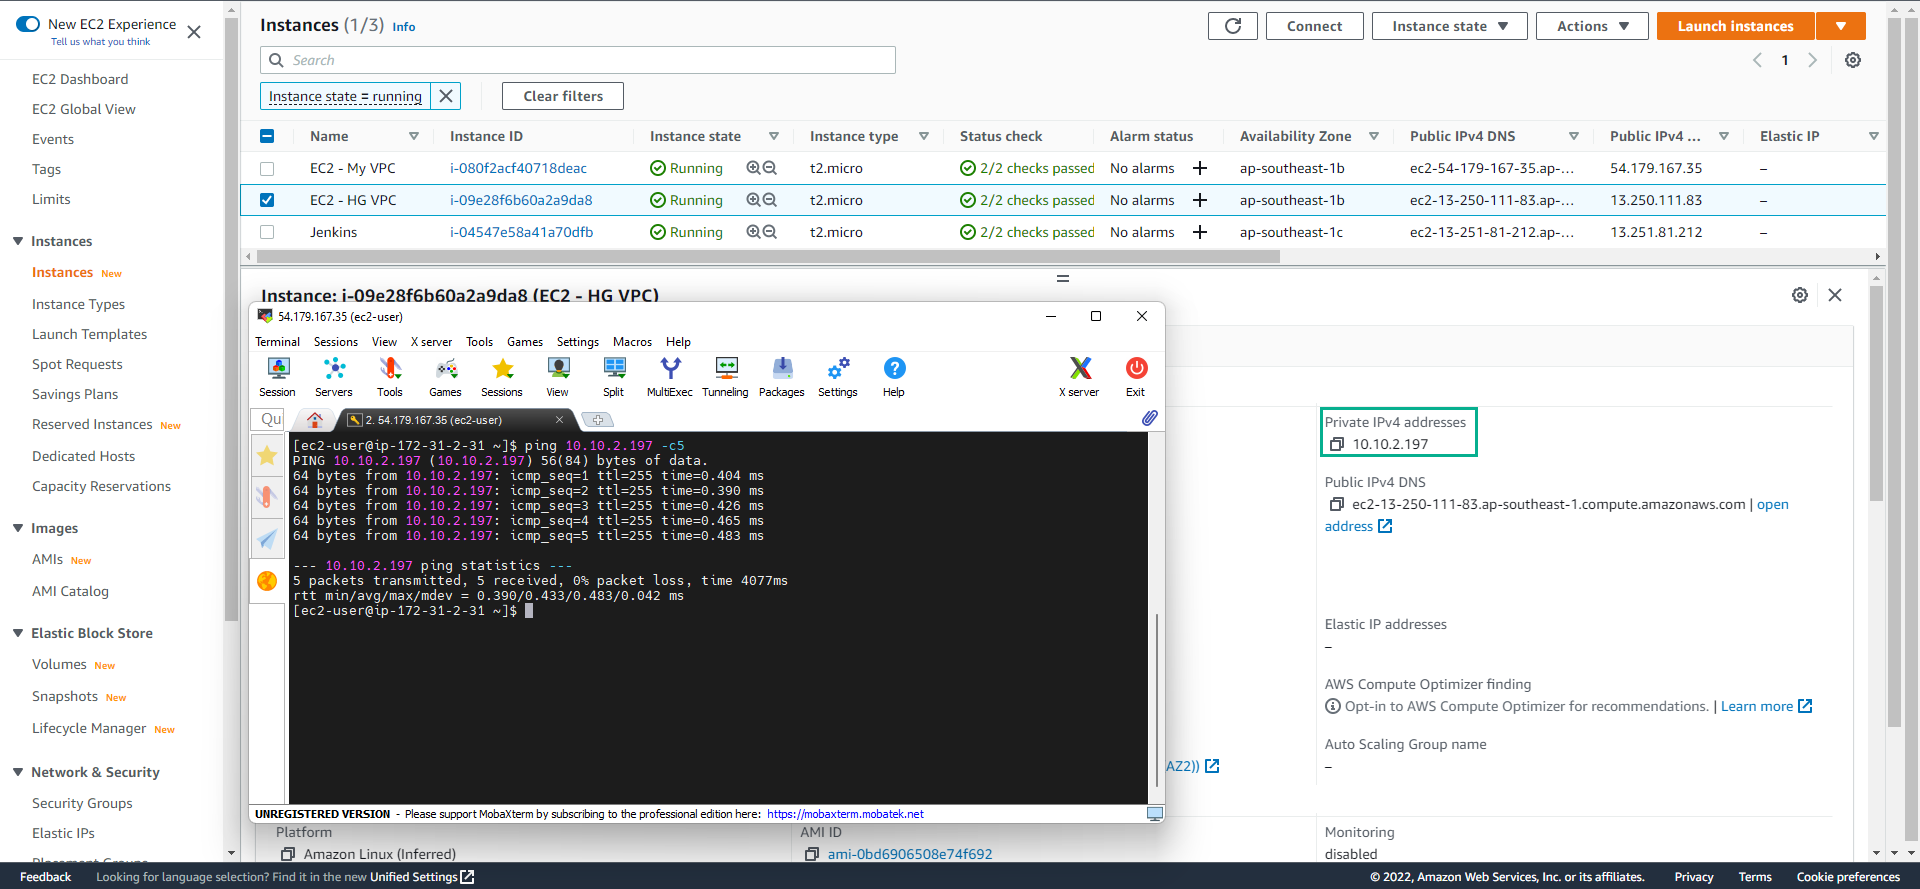 New EC2 Experience
Tell us what you think
EC2 Dashboard
EC2 Global View
Events
Tags
Limits
Instances
Instances New
Instance Types
Launch Templates
Spot Requests
Savings Plans
Reserved Instances New
Dedicated Hosts
Capacity Reservations
Images
AMIs New
AMI Catalog
Elastic Block Store
Volumes New
Snapshots New
Lifecycle Manager New
Network & Security
Security Groups
Elastic IPs
Placement Groups
Instances (1/3) Info
Connect
Instance state
Actions
Launch instances
Search
1
Instance state = running
Clear filters
Name Instance ID Instance state Instance type Status check Alarm status Availability Zone Public IPv4 DNS Public IPv4 ... Elastic IP
EC2 - My VPC i-080f2acf40718deac Running t2.micro 2/2 checks passed No alarms + ap-southeast-1b ec2-54-179-167-35.ap-... 54.179.167.35 –
EC2 - HG VPC i-09e28f6b60a2a9da8 Running t2.micro 2/2 checks passed No alarms + ap-southeast-1b ec2-13-250-111-83.ap-... 13.250.111.83 –
Jenkins i-04547e58a41a70dfb Running t2.micro 2/2 checks passed No alarms + ap-southeast-1c ec2-13-251-81-212.ap-... 13.251.81.212 –
Instance: i-09e28f6b60a2a9da8 (EC2 - HG VPC)
54.179.167.35 (ec2-user)
Terminal Sessions View X server Tools Games Settings Macros Help
Session Servers Tools Games Sessions View Split MultiExec Tunneling Packages Settings Help X server Exit
Qu
2. 54.179.167.35 (ec2-user)
[ec2-user@ip-172-31-2-31 ~]$ ping 10.10.2.197 -c5
PING 10.10.2.197 (10.10.2.197) 56(84) bytes of data.
64 bytes from 10.10.2.197: icmp_seq=1 ttl=255 time=0.404 ms
64 bytes from 10.10.2.197: icmp_seq=2 ttl=255 time=0.390 ms
64 bytes from 10.10.2.197: icmp_seq=3 ttl=255 time=0.426 ms
64 bytes from 10.10.2.197: icmp_seq=4 ttl=255 time=0.465 ms
64 bytes from 10.10.2.197: icmp_seq=5 ttl=255 time=0.483 ms
--- 10.10.2.197 ping statistics ---
5 packets transmitted, 5 received, 0% packet loss, time 4077ms
rtt min/avg/max/mdev = 0.390/0.433/0.483/0.042 ms
[ec2-user@ip-172-31-2-31 ~]$
UNREGISTERED VERSION - Please support MobaXterm by subscribing to the professional edition here: https://mobaxterm.mobatek.net
Private IPv4 addresses
10.10.2.197
Public IPv4 DNS
ec2-13-250-111-83.ap-southeast-1.compute.amazonaws.com | open
address
Elastic IP addresses
–
AWS Compute Optimizer finding
Opt-in to AWS Compute Optimizer for recommendations. | Learn more
Auto Scaling Group name
–
AZ2))
Platform
Amazon Linux (Inferred)
AMI ID
ami-0bd6906508e74f692
Monitoring
disabled
Feedback
Looking for language selection? Find it in the new Unified Settings
© 2022, Amazon Web Services, Inc. or its affiliates.
Privacy
Terms
Cookie preferences